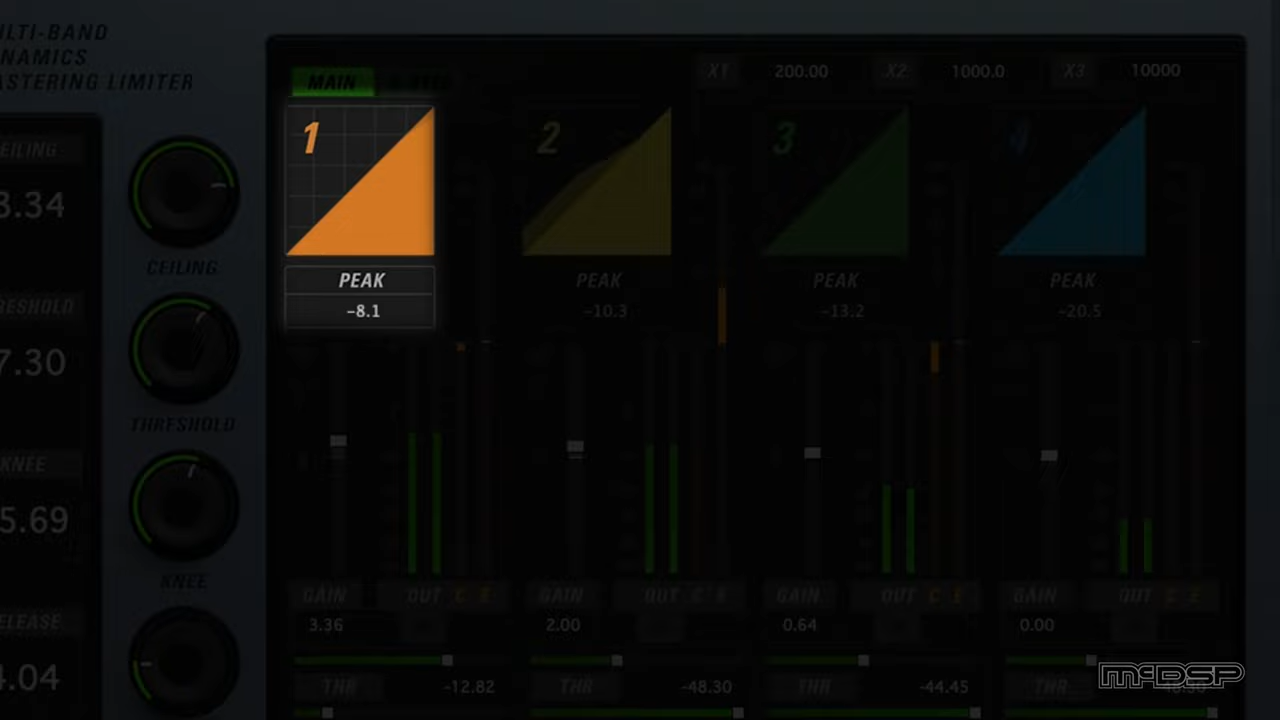 ULTI-BAND
YNAMICS
ASTERING LIMITER
MAIN
X1 200.00 X2 1000.0 X3 10000
1 2 3 4
EILING
3.34
CEILING
PEAK PEAK PEAK PEAK
-8.1 -10.3 -13.2 -20.5
RESHOLD
7.30
THRESHOLD
KNEE
5.69
KNEE
GAIN OUT C E GAIN OUT C E GAIN OUT C E GAIN OUT C E
ELEASE
3.36 2.00 0.64 0.00
4.04
THR -12.82 THR -48.30 THR -44.45 THR
McDSP